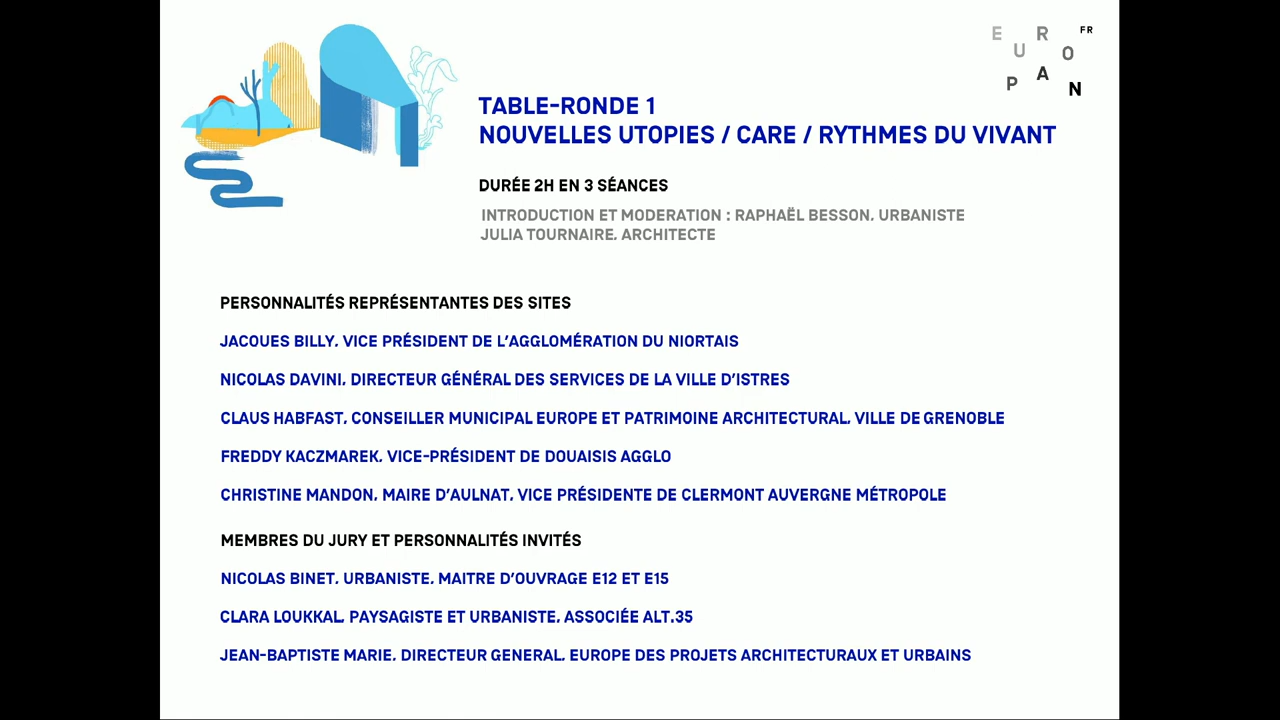 EUROPAN FR
TABLE-RONDE 1
NOUVELLES UTOPIES / CARE / RYTHMES DU VIVANT
DURÉE 2H EN 3 SÉANCES
INTRODUCTION ET MODERATION : RAPHAËL BESSON, URBANISTE
JULIA TOURNAIRE, ARCHITECTE
PERSONNALITÉS REPRÉSENTANTES DES SITES
JACQUES BILLY, VICE PRÉSIDENT DE L'AGGLOMÉRATION DU NIORTAIS
NICOLAS DAVINI, DIRECTEUR GÉNÉRAL DES SERVICES DE LA VILLE D'ISTRES
CLAUS HABFAST, CONSEILLER MUNICIPAL EUROPE ET PATRIMOINE ARCHITECTURAL, VILLE DE GRENOBLE
FREDDY KACZMAREK, VICE-PRÉSIDENT DE DOUAISIS AGGLO
CHRISTINE MANDON, MAIRE D'AULNAT, VICE PRÉSIDENTE DE CLERMONT AUVERGNE MÉTROPOLE
MEMBRES DU JURY ET PERSONNALITÉS INVITÉS
NICOLAS BINET, URBANISTE, MAITRE D'OUVRAGE E12 ET E15
CLARA LOUKKAL, PAYSAGISTE ET URBANISTE, ASSOCIÉE ALT.35
JEAN-BAPTISTE MARIE, DIRECTEUR GENERAL, EUROPE DES PROJETS ARCHITECTURAUX ET URBAINS